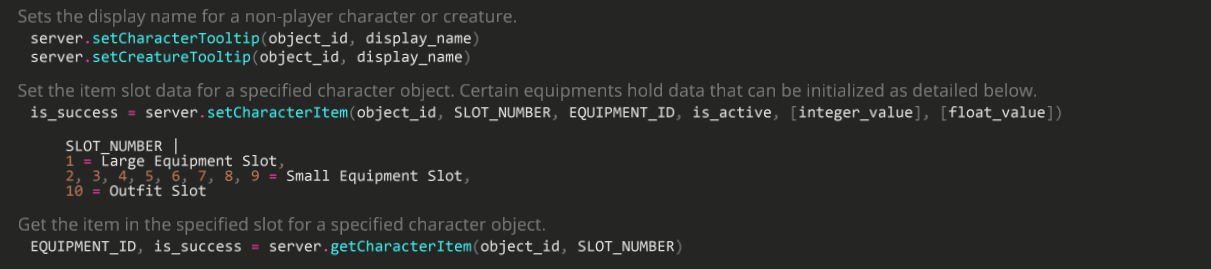 Sets the display name for a non-player character or creature.
server.setCharacterTooltip(object_id, display_name)
server.setCreatureTooltip(object_id, display_name)
Set the item slot data for a specified character object. Certain equipments hold data that can be initialized as detailed below.
is_success = server.setCharacterItem(object_id, SLOT_NUMBER, EQUIPMENT_ID, is_active, [integer_value], [float_value])
SLOT_NUMBER |
1 = Large Equipment Slot,
2, 3, 4, 5, 6, 7, 8, 9 = Small Equipment Slot,
10 = Outfit Slot
Get the item in the specified slot for a specified character object.
EQUIPMENT_ID, is_success = server.getCharacterItem(object_id, SLOT_NUMBER)